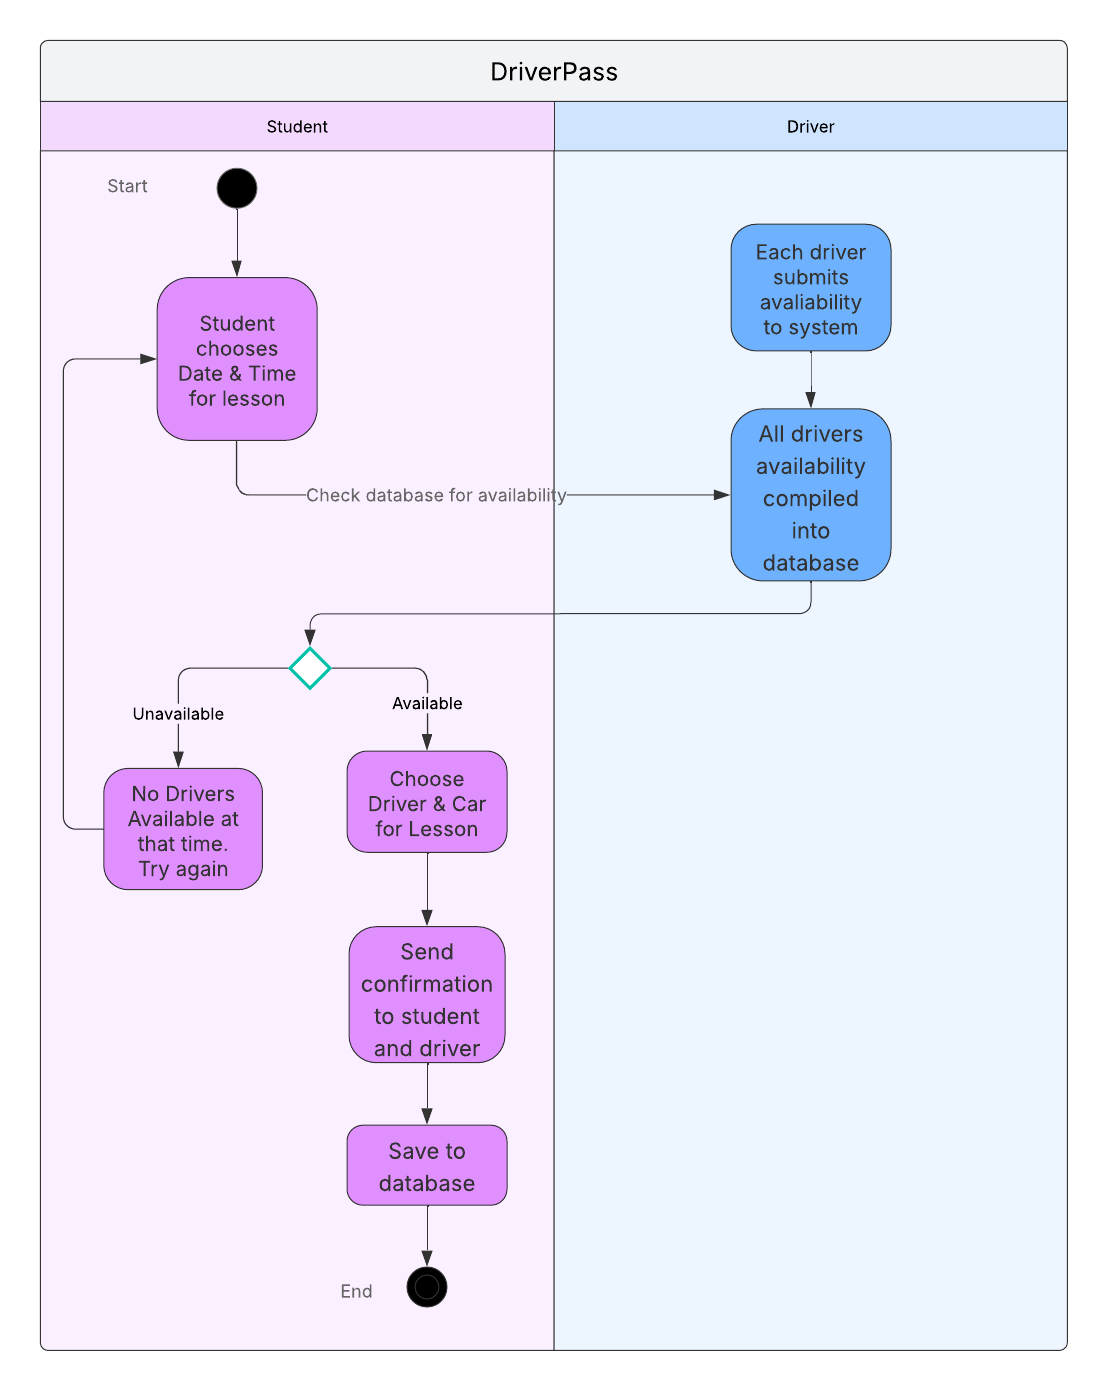 DriverPass
Student
Driver
Start
Each driver
submits
avaliability
to system
Student
chooses
Date & Time
for lesson
All drivers
availability
compiled
into
database
Check database for availability
Unavailable
Available
No Drivers
Available at
that time.
Try again
Choose
Driver & Car
for Lesson
Send
confirmation
to student
and driver
Save to
database
End